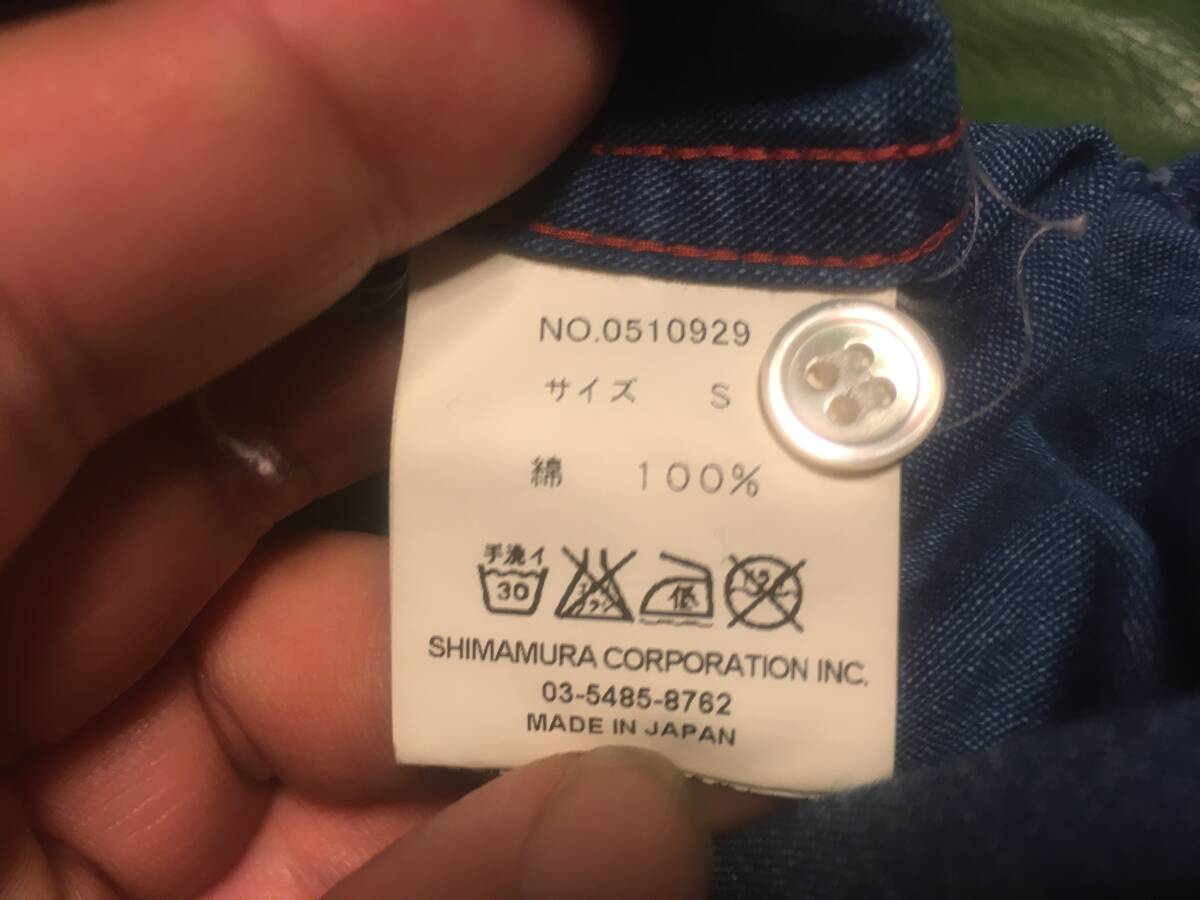 NO.0510929
サイズ S
綿 100%
手洗イ
30 低
SHIMAMURA CORPORATION INC.
03-5485-8762
MADE IN JAPAN